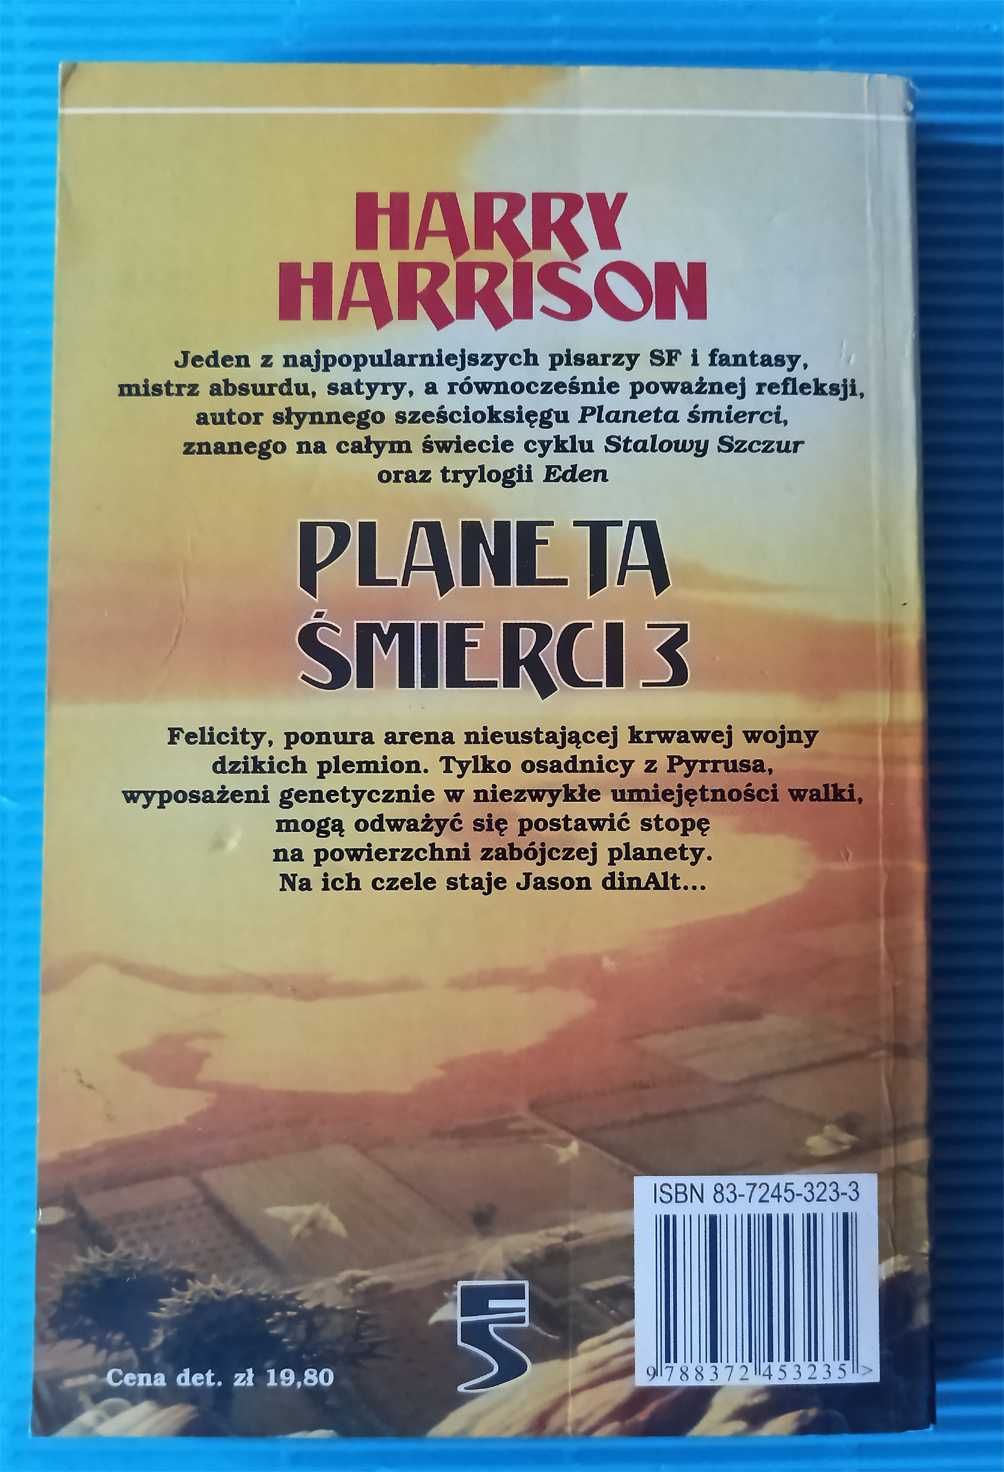 HARRY
HARRISON
Jeden z najpopularniejszych pisarzy SF i fantasy,
mistrz absurdu, satyry, a równocześnie poważnej refleksji,
autor słynnego sześcioksięgu Planeta śmierci,
znanego na całym świecie cyklu Stalowy Szczur
oraz trylogii Eden
PLANETA
ŚMIERCI 3
Felicity, ponura arena nieustającej krwawej wojny
dzikich plemion. Tylko osadnicy z Pyrrusa,
wyposażeni genetycznie w niezwykłe umiejętności walki,
mogą odważyć się postawić stopę
na powierzchni zabójczej planety.
Na ich czele staje Jason dinAlt...
ISBN 83-7245-323-3
9 788372 453235 >
Cena det. zł 19,80